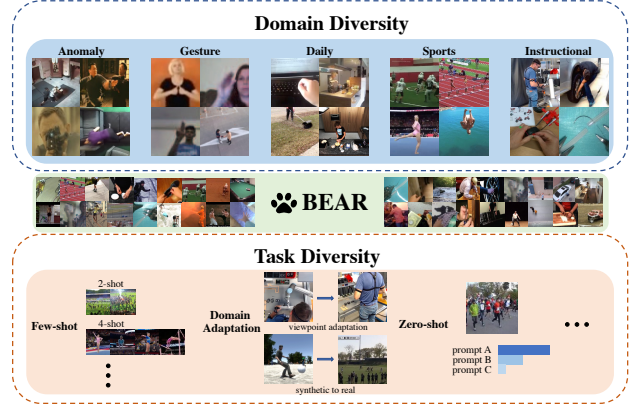 Domain Diversity
Anomaly Gesture Daily Sports Instructional
BEAR
Task Diversity
2-shot
Few-shot
4-shot
Domain
Adaptation
viewpoint adaptation
synthetic to real
Zero-shot
prompt A
prompt B
prompt C